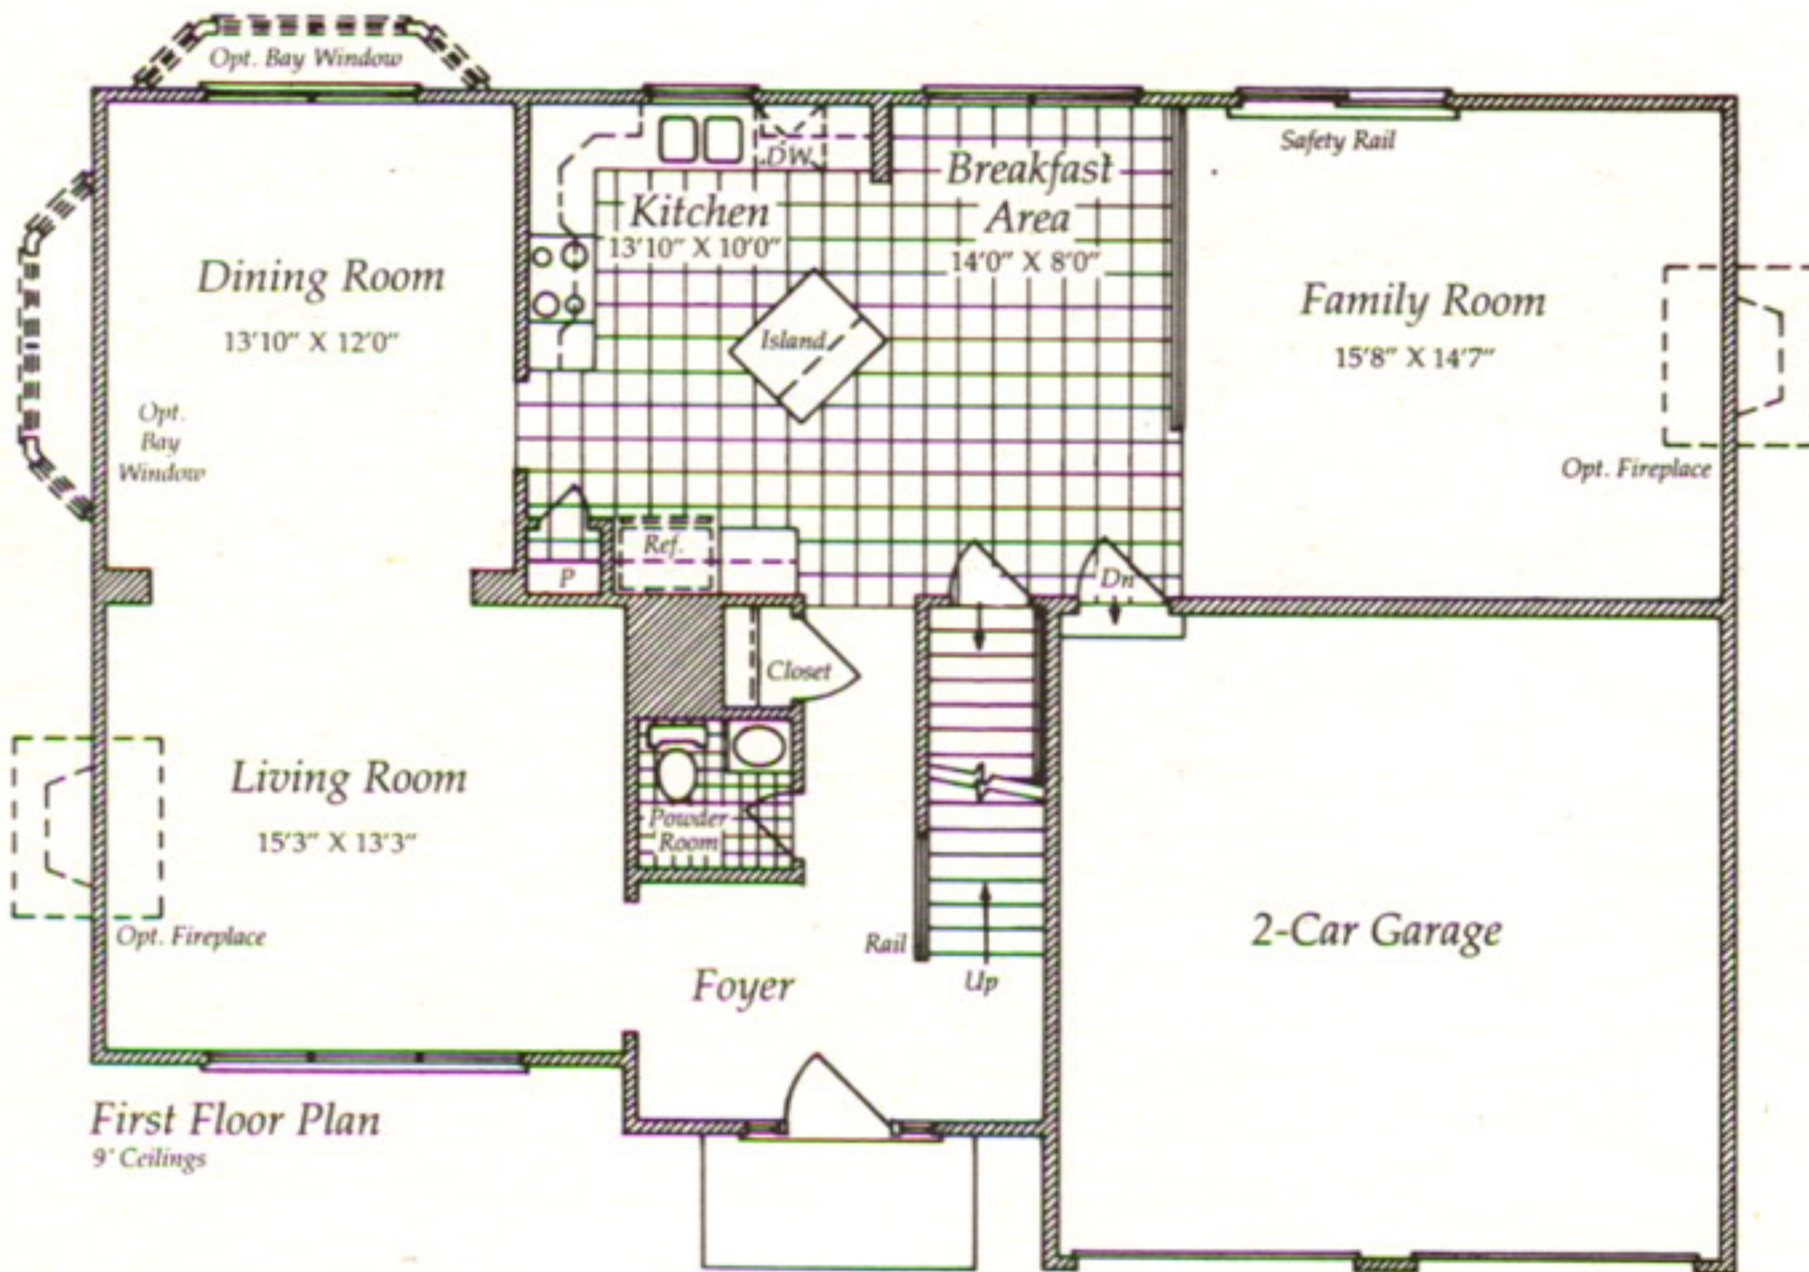 Opt. Bay Window
Safety Rail
DW
Breakfast
Area
14'0" X 8'0"
Kitchen
13'10" X 10'0"
Dining Room
13'10" X 12'0"
Island
Family Room
15'8" X 14'7"
Opt.
Bay
Window
Opt. Fireplace
Ref.
P
Dn
Closet
Living Room
15'3" X 13'3"
Powder
Room
Opt. Fireplace
Rail
Up
Foyer
2-Car Garage
First Floor Plan
9' Ceilings